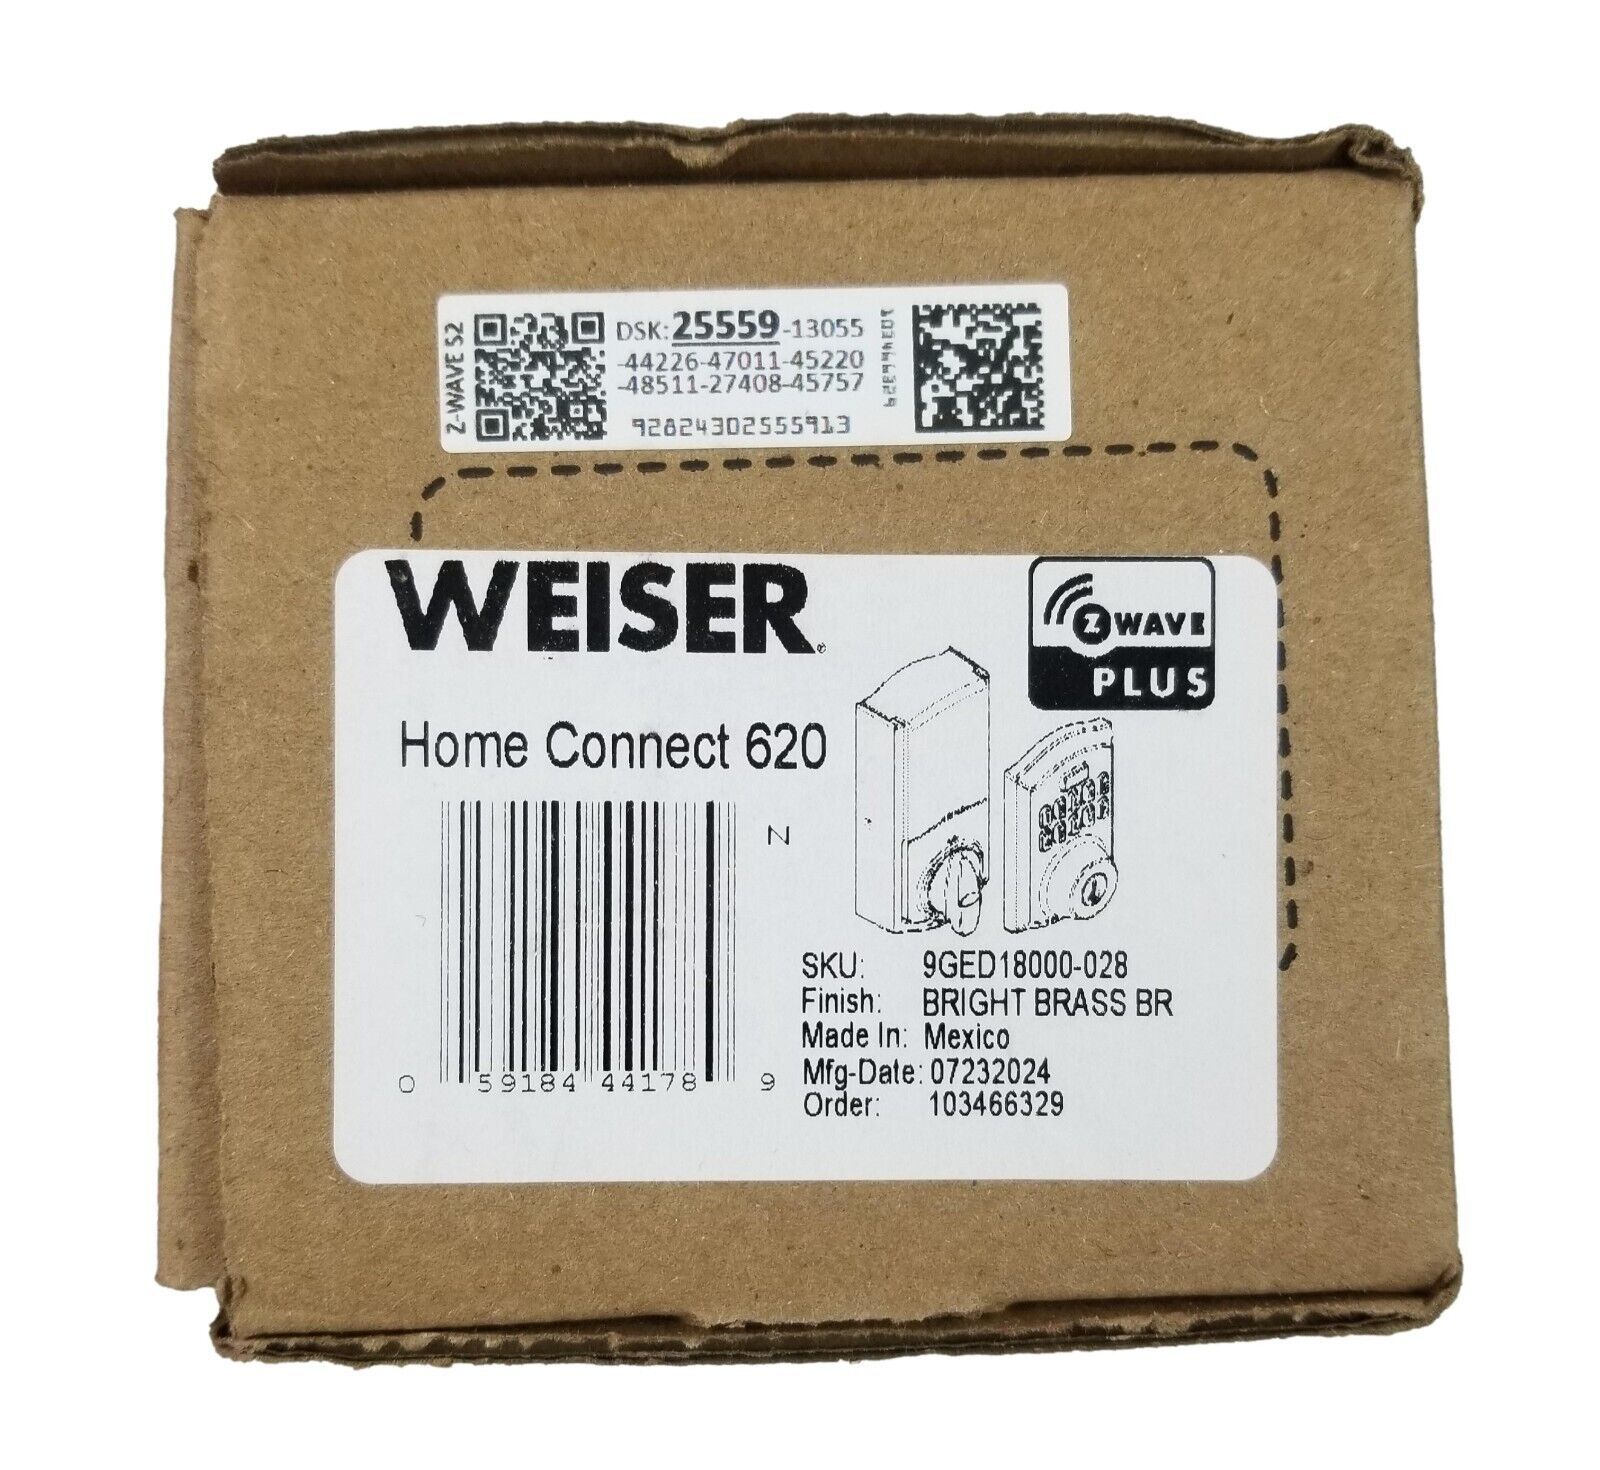 Z-WAVE S2
DSK: 25559-13055
-44226-47011-45220
-48511-27408-45757
92824302555913
WEISER®
Z WAVE
PLUS
Home Connect 620
N
0 59184 44178 9
SKU: 9GED18000-028
Finish: BRIGHT BRASS BR
Made In: Mexico
Mfg-Date: 07232024
Order: 103466329